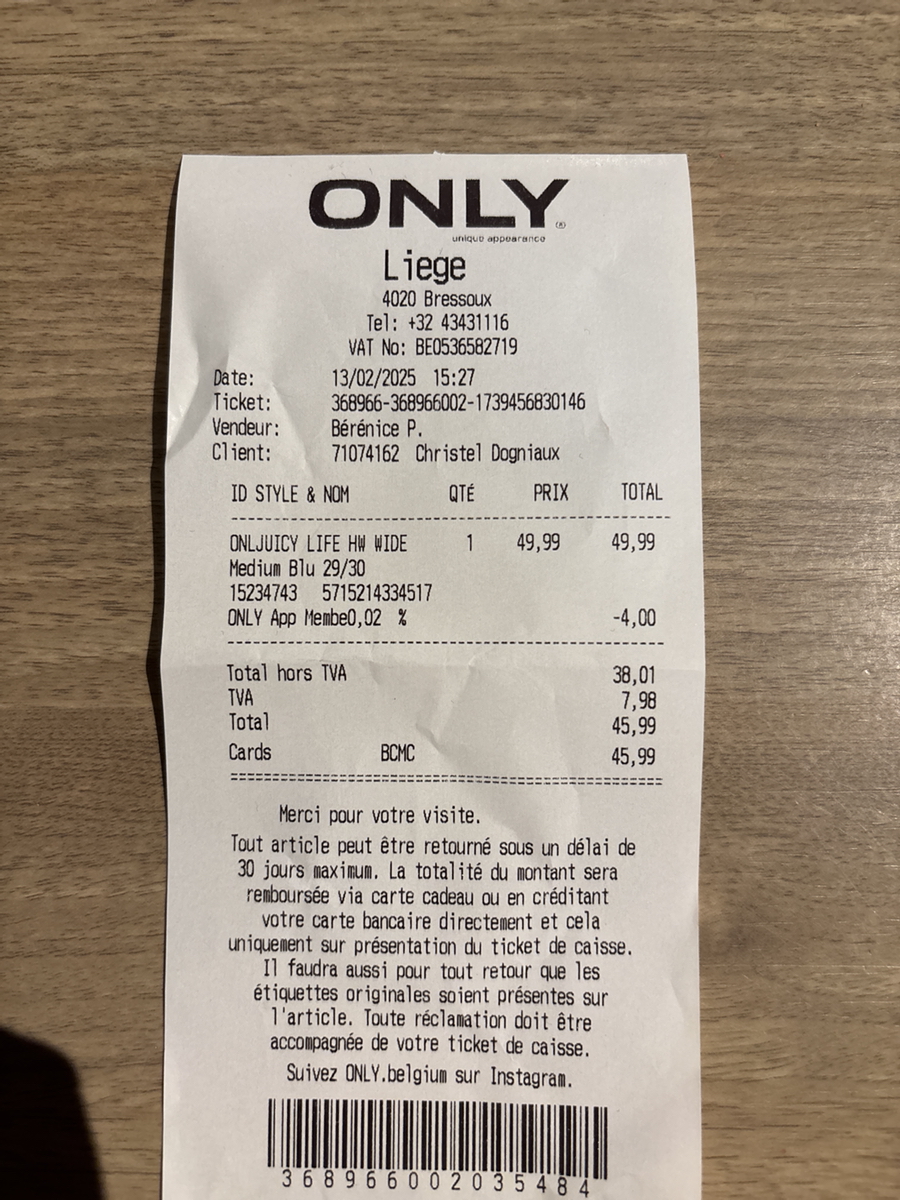 ONLY®
unique appearance
Liege
4020 Bressoux
Tel: +32 43431116
VAT No: BE0536582719
Date: 13/02/2025 15:27
Ticket: 368966-368966002-1739456830146
Vendeur: Bérénice P.
Client: 71074162 Christel Dogniaux
ID STYLE & NOM QTÉ PRIX TOTAL
ONLJUICY LIFE HW WIDE 1 49,99 49,99
Medium Blu 29/30
15234743 5715214334517
ONLY App Membe0,02 % -4,00
Total hors TVA 38,01
TVA 7,98
Total 45,99
Cards BCMC 45,99
Merci pour votre visite.
Tout article peut être retourné sous un délai de
30 jours maximum. La totalité du montant sera
remboursée via carte cadeau ou en créditant
votre carte bancaire directement et cela
uniquement sur présentation du ticket de caisse.
Il faudra aussi pour tout retour que les
étiquettes originales soient présentes sur
l'article. Toute réclamation doit être
accompagnée de votre ticket de caisse.
Suivez ONLY.belgium sur Instagram.
368966002035484